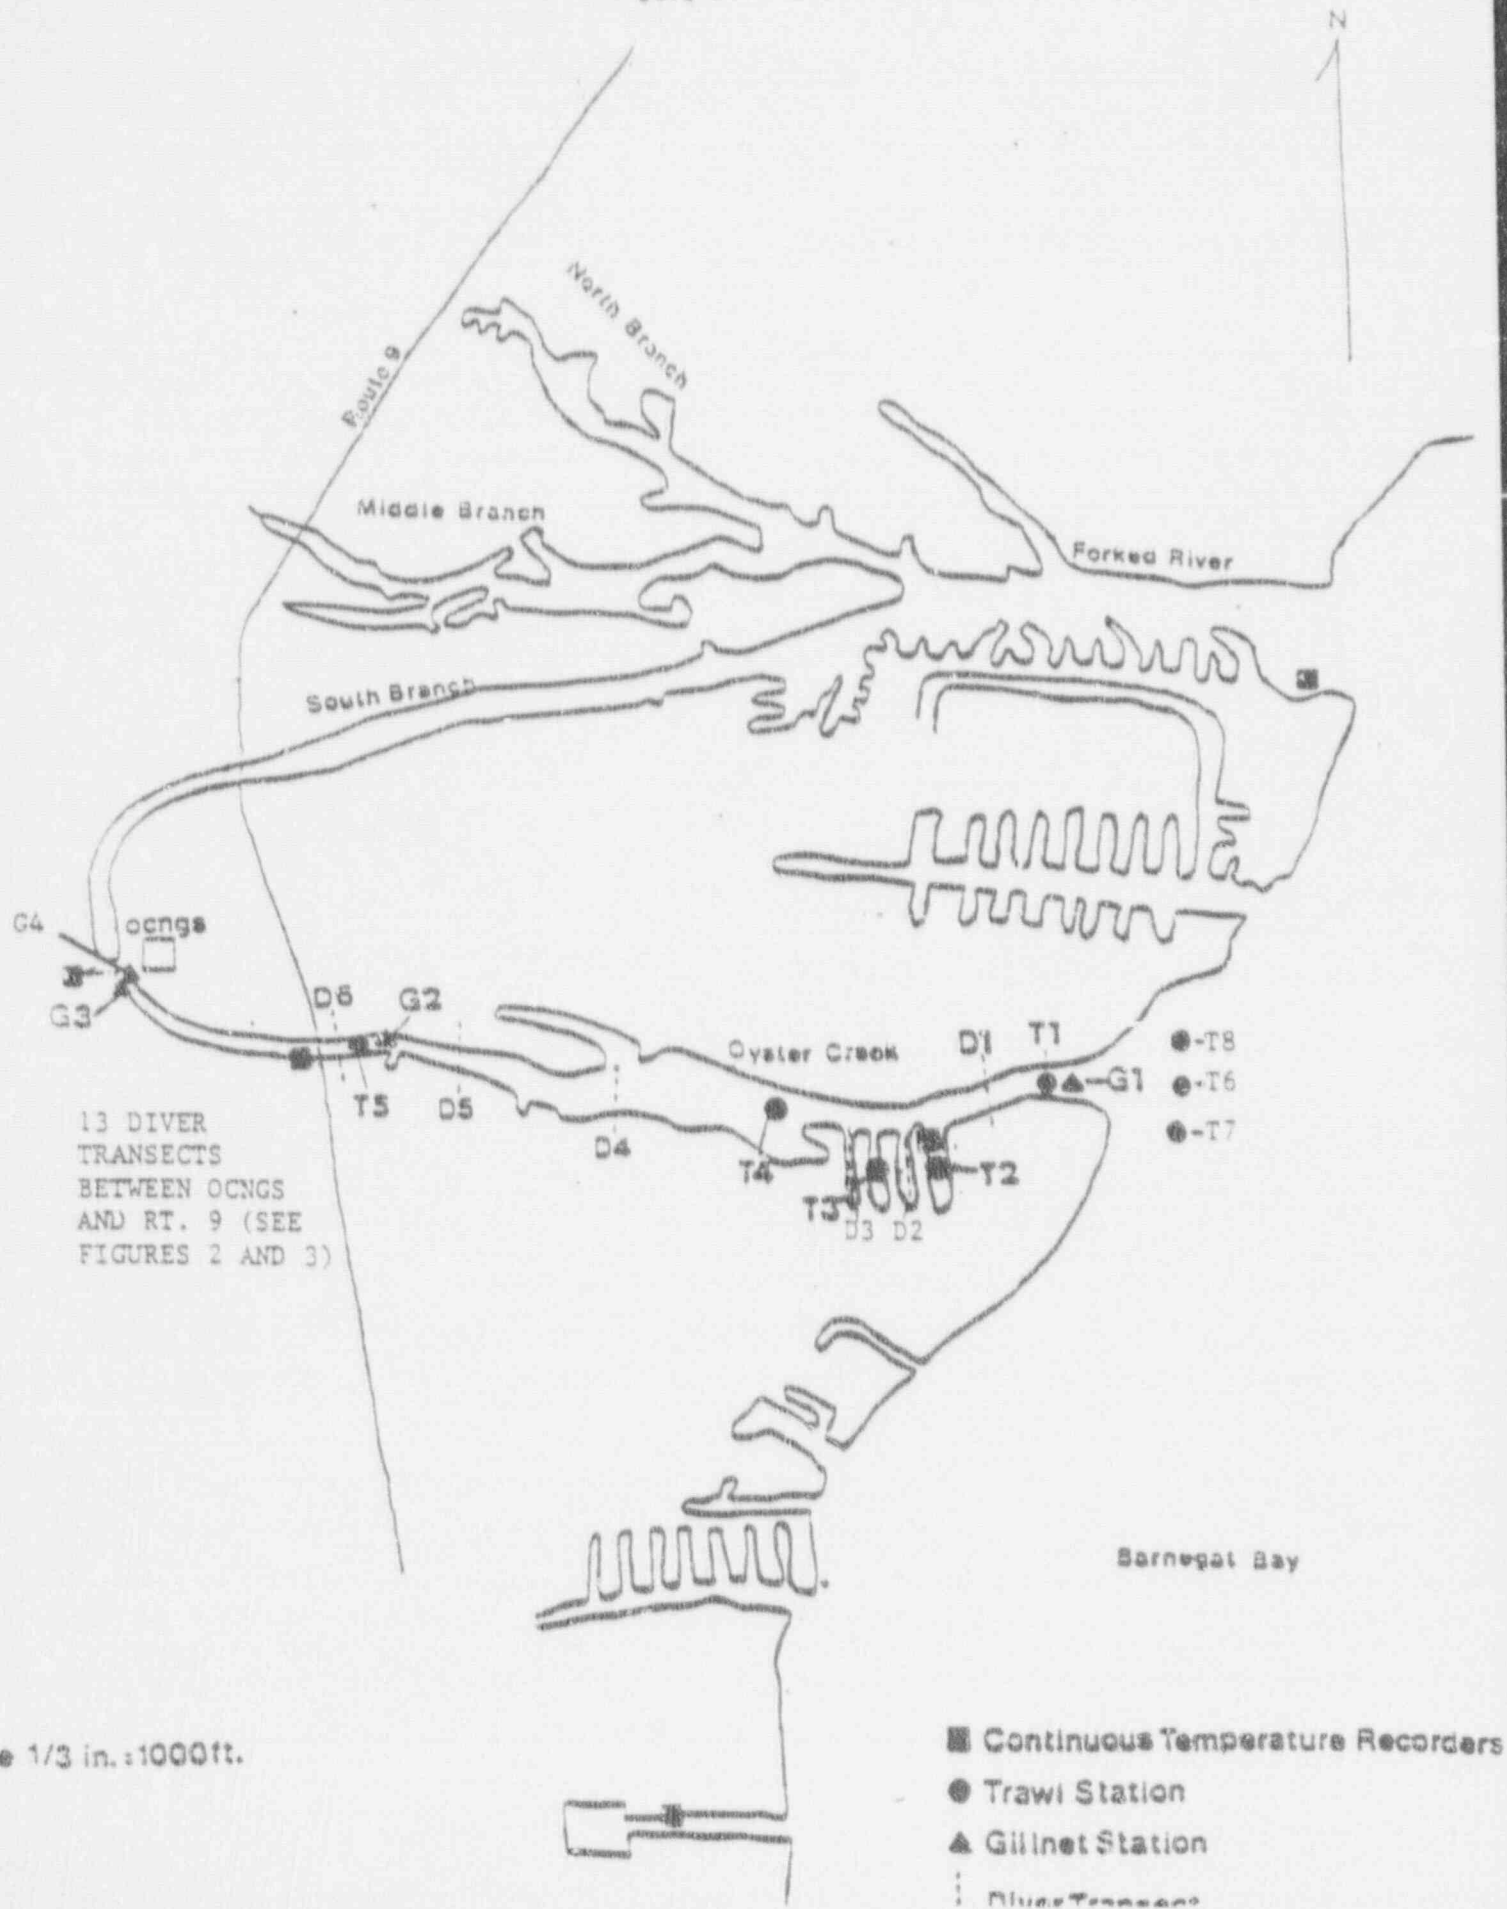 N
North Branch
Route 9
Middle Branch
Forked River
South Branch
G4
ocngs
G3
D6
G2
Oyster Creek
D1
T1
-T8
-G1
-T6
-T7
T5
D5
D4
T4
T2
T3
D3 D2
13 DIVER
TRANSECTS
BETWEEN OCNGS
AND RT. 9 (SEE
FIGURES 2 AND 3)
Barnegat Bay
e 1/3 in.:1000ft.
Continuous Temperature Recorders
Trawl Station
Gillnet Station
Diver Transect